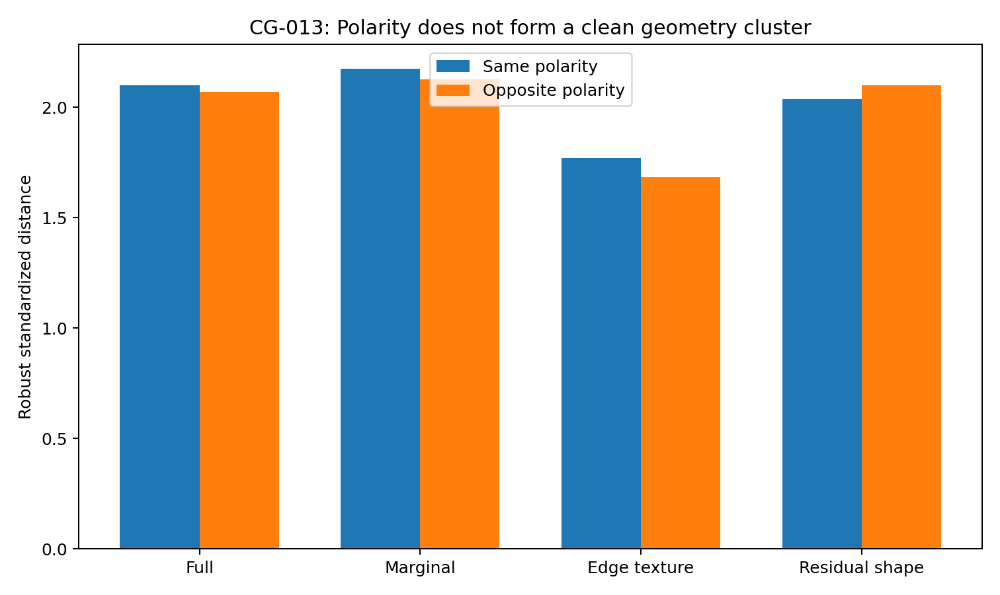 CG-013: Polarity does not form a clean geometry cluster
Same polarity
Opposite polarity
Robust standardized distance
2.0
1.5
1.0
0.5
0.0
Full
Marginal
Edge texture
Residual shape